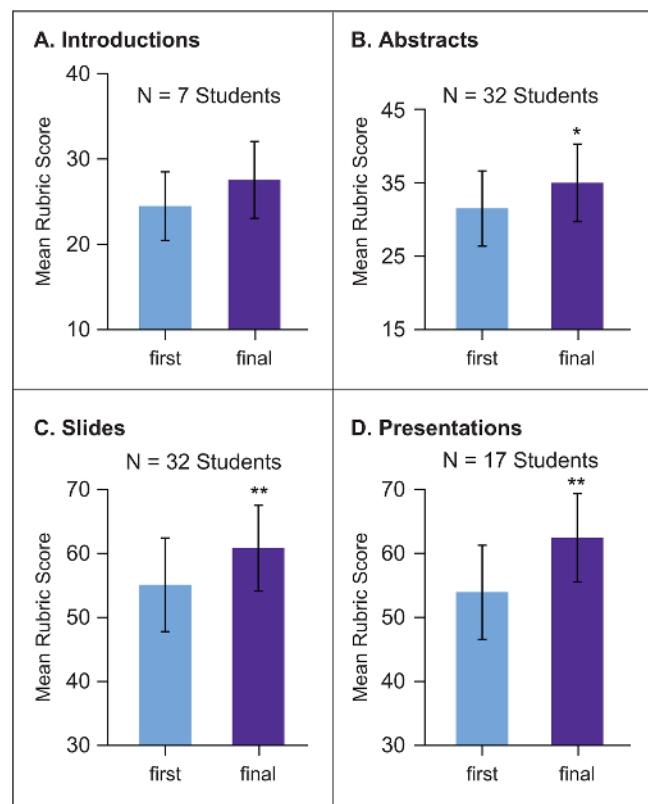 A. Introductions
N = 7 Students
Mean Rubric Score
40
30
20
10
first final
B. Abstracts
N = 32 Students
*
Mean Rubric Score
45
35
25
15
first final
C. Slides
N = 32 Students
**
Mean Rubric Score
70
60
50
40
30
first final
D. Presentations
N = 17 Students
**
Mean Rubric Score
70
60
50
40
30
first final